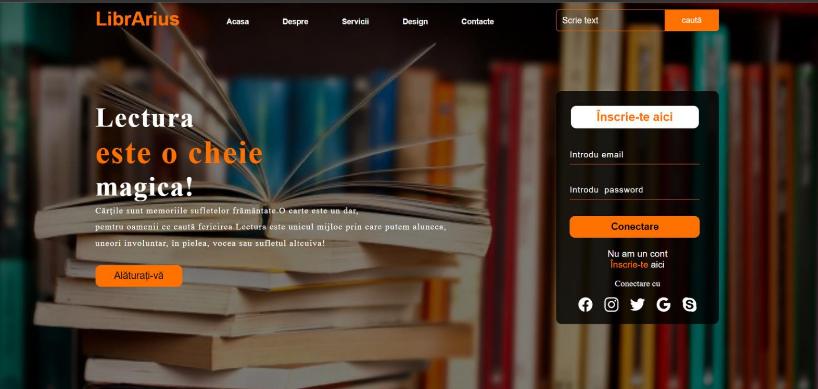 LibrArius
Acasa
Despre
Servicii
Design
Contacte
Scrie text
caută
Lectura
este o cheie
magica!
Cărțile sunt memoriile sufletelor frământate.O carte este un dar,
pemtru oamenii ce caută fericirea.Lectura este unicul mijloc prin care putem aluneca,
uneori involuntar, în pielea, vocea sau sufletul altcuiva!
Alăturați-vă
Înscrie-te aici
Introdu email
Introdu password
Conectare
Nu am un cont
Înscrie-te aici
Conectare cu